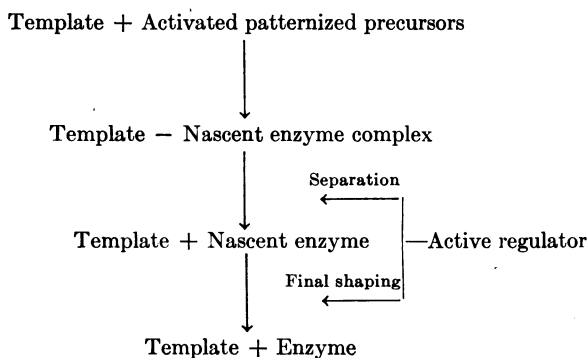 Template + Activated patternized precursors
Template — Nascent enzyme complex
Separation
Template + Nascent enzyme —Active regulator
Final shaping
Template + Enzyme